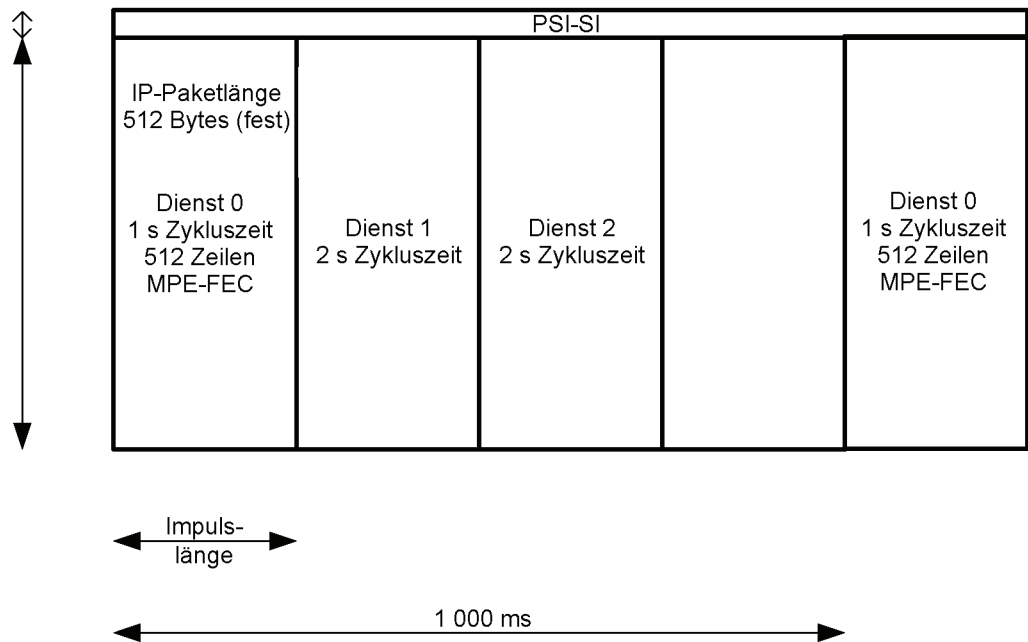 PSI-SI
IP-Paketlänge
512 Bytes (fest)
Dienst 0
1 s Zykluszeit
512 Zeilen
MPE-FEC
Dienst 1
2 s Zykluszeit
Dienst 2
2 s Zykluszeit
Dienst 0
1 s Zykluszeit
512 Zeilen
MPE-FEC
Impuls-
länge
1 000 ms